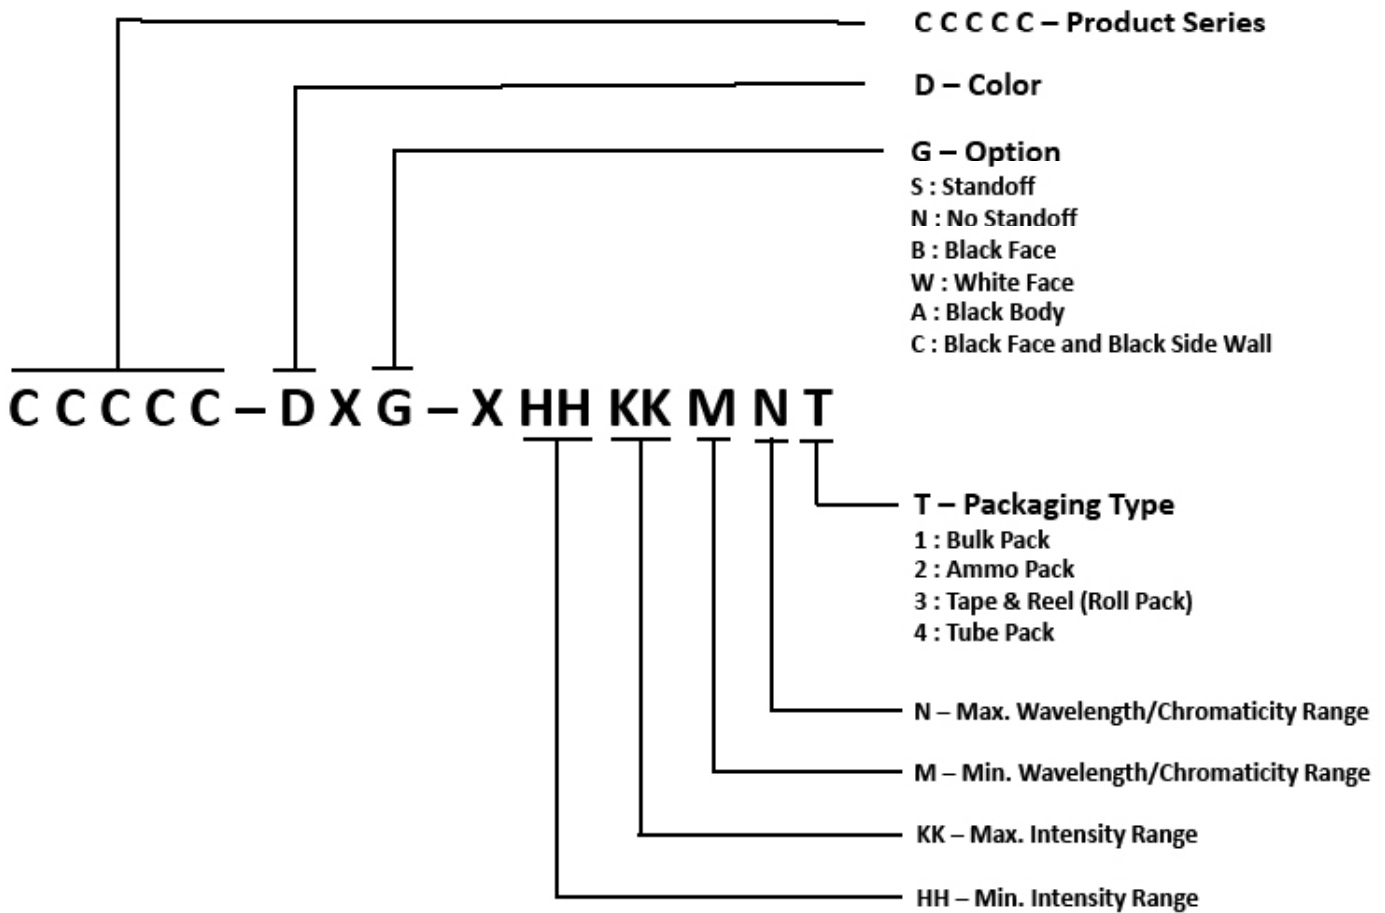 C C C C C – Product Series
D – Color
G – Option
S : Standoff
N : No Standoff
B : Black Face
W : White Face
A : Black Body
C : Black Face and Black Side Wall
C C C C C – D X G – X HH KK M N T
T – Packaging Type
1 : Bulk Pack
2 : Ammo Pack
3 : Tape & Reel (Roll Pack)
4 : Tube Pack
N – Max. Wavelength/Chromaticity Range
M – Min. Wavelength/Chromaticity Range
KK – Max. Intensity Range
HH – Min. Intensity Range